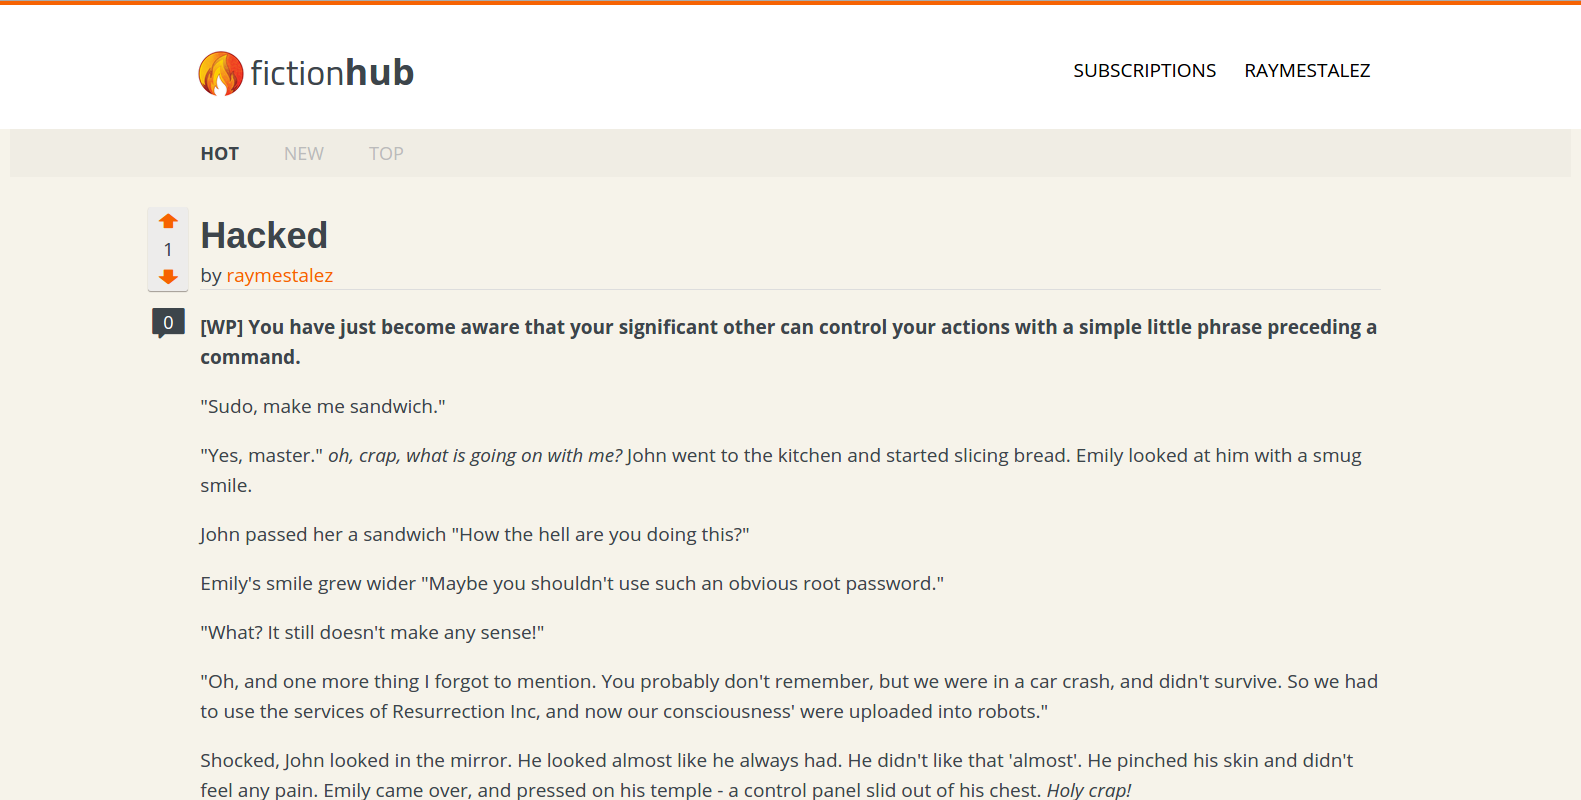 fictionhub
SUBSCRIPTIONS RAYMESTALEZ
HOT NEW TOP
Hacked
1
by raymestalez
0
[WP] You have just become aware that your significant other can control your actions with a simple little phrase preceding a
command.
"Sudo, make me sandwich."
"Yes, master." oh, crap, what is going on with me? John went to the kitchen and started slicing bread. Emily looked at him with a smug
smile.
John passed her a sandwich "How the hell are you doing this?"
Emily's smile grew wider "Maybe you shouldn't use such an obvious root password."
"What? It still doesn't make any sense!"
"Oh, and one more thing I forgot to mention. You probably don't remember, but we were in a car crash, and didn't survive. So we had
to use the services of Resurrection Inc, and now our consciousness' were uploaded into robots."
Shocked, John looked in the mirror. He looked almost like he always had. He didn't like that 'almost'. He pinched his skin and didn't
feel any pain. Emily came over, and pressed on his temple - a control panel slid out of his chest. Holy crap!